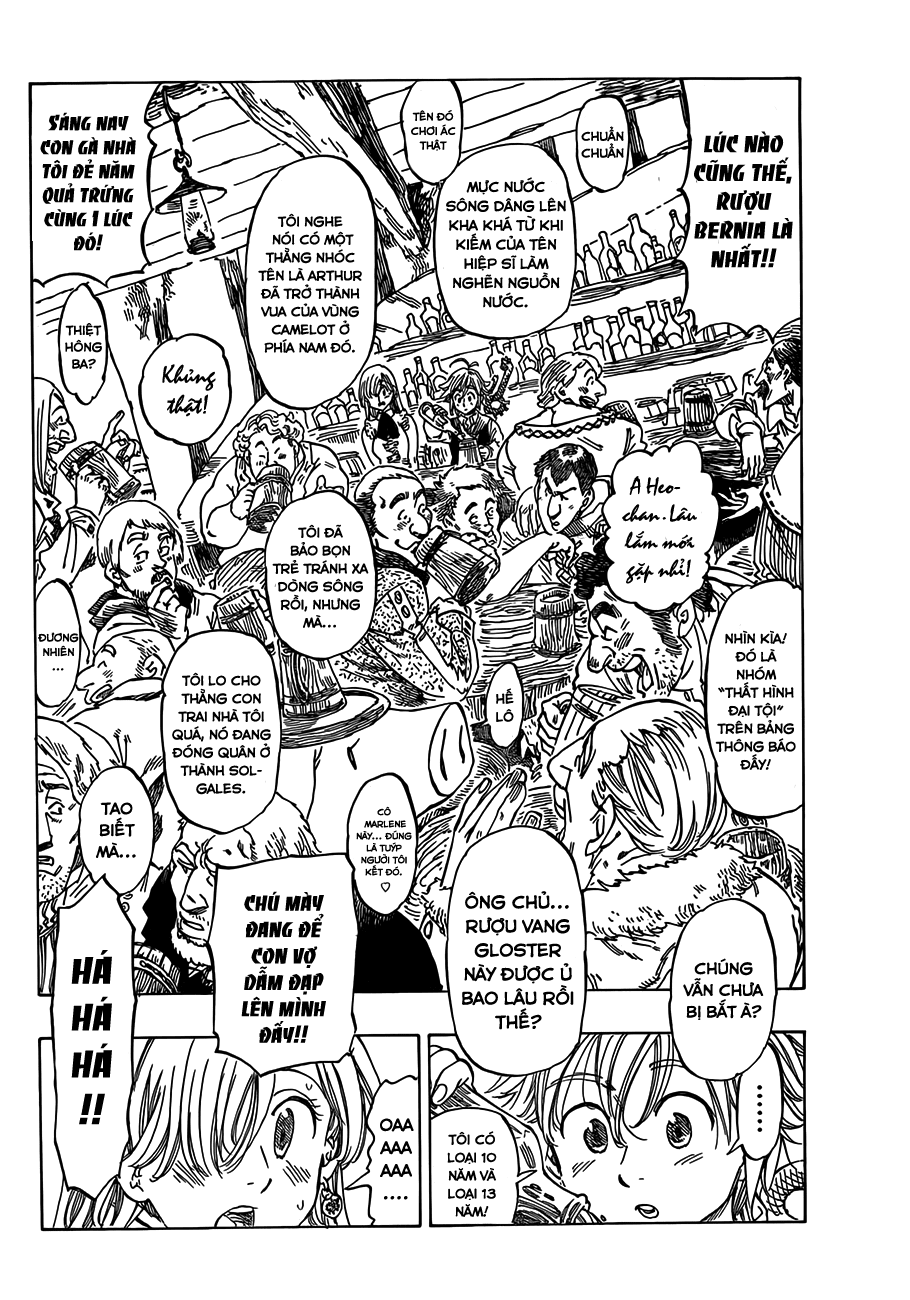 LÚC NÀO
CŨNG THẾ,
RƯỢU
BERNIA LÀ
NHẤT!!
CHUẨN
CHUẨN
TÊN ĐÓ
CHƠI ÁC
THẬT
MỰC NƯỚC
SÔNG DÂNG LÊN
KHA KHÁ TỪ KHI
KIẾM CỦA TÊN
HIỆP SĨ LÀM
NGHẼN NGUỒN
NƯỚC.
TÔI NGHE
NÓI CÓ MỘT
THẰNG NHÓC
TÊN LÀ ARTHUR
ĐÃ TRỞ THÀNH
VUA CỦA VÙNG
CAMELOT Ở
PHÍA NAM ĐÓ.
SÁNG NAY
CON GÀ NHÀ
TÔI ĐẺ NĂM
QUẢ TRỨNG
CÙNG 1 LÚC
ĐÓ!
THIỆT
HÔNG
BA?
Khủng
thật!
A Heo-
chan. Lâu
lắm mới
gặp nhỉ!
TÔI ĐÃ
BẢO BỌN
TRẺ TRÁNH XA
DÒNG SÔNG
RỒI, NHƯNG
MÀ...
ĐƯƠNG
NHIÊN
...
NHÌN KÌA!
ĐÓ LÀ
NHÓM
“THẤT HÌNH
ĐẠI TỘI”
TRÊN BẢNG
THÔNG BÁO
ĐẤY!
HẾ
LÔ
TÔI LO CHO
THẰNG CON
TRAI NHÀ TÔI
QUÁ, NÓ ĐANG
ĐÓNG QUÂN Ở
THÀNH SOL-
GALES.
CÔ
MARLENE
NÀY... ĐÚNG
LÀ TUÝP
NGƯỜI TÔI
KẾT ĐÓ.
♡
TAO
BIẾT
MÀ...
CHÚNG
VẪN CHƯA
BỊ BẮT À?
ÔNG CHỦ...
RƯỢU VANG
GLOSTER
NÀY ĐƯỢC Ủ
BAO LÂU RỒI
THẾ?
CHÚ MÀY
ĐANG ĐỂ
CON VỢ
DẪM ĐẠP
LÊN MÌNH
ĐẤY!!
HÁ
HÁ
HÁ
!!
......
TÔI CÓ
LOẠI 10
NĂM VÀ
LOẠI 13
NĂM!
OAA
AAA
AAA
....